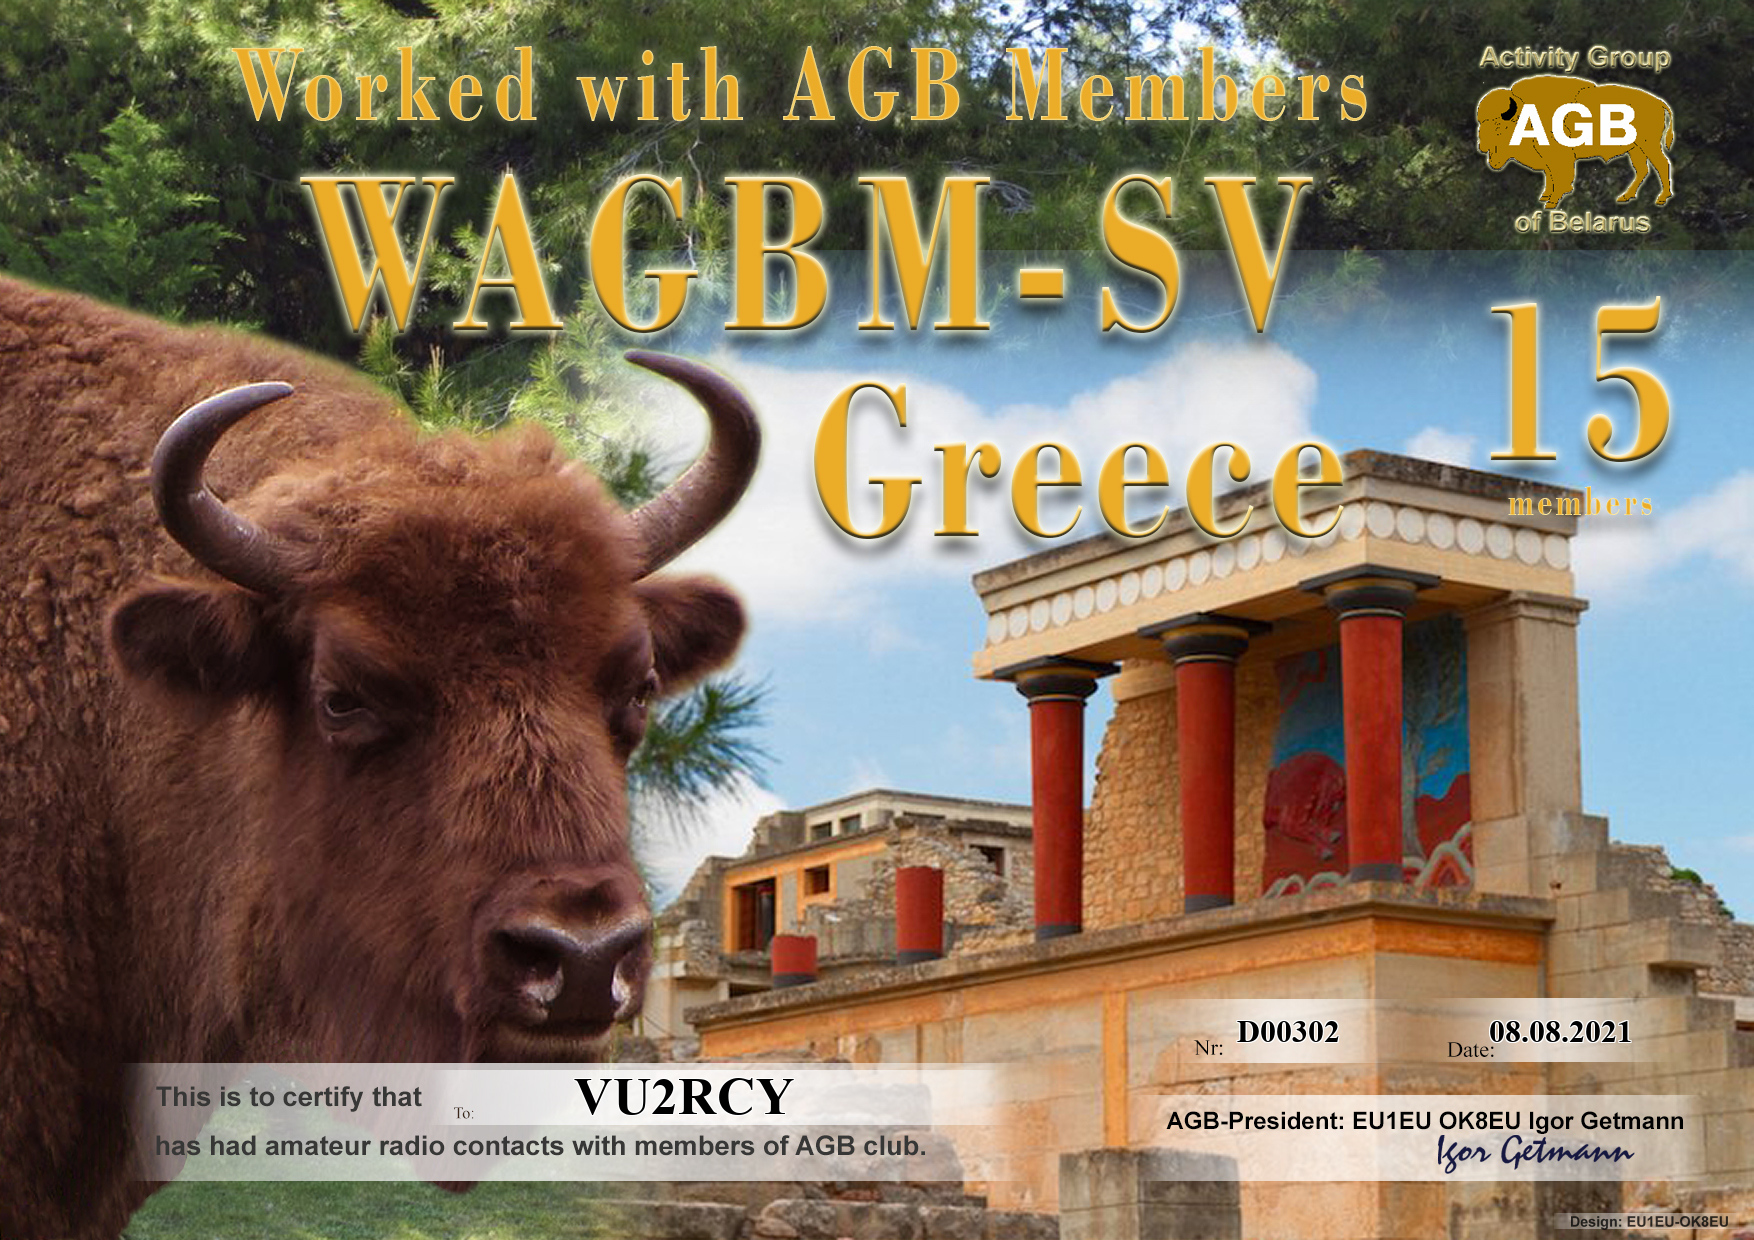 Worked with AGB Members
Activity Group
AGB
of Belarus
WAGBM-SV
Greece
15
members
Nr: D00302
Date: 08.08.2021
This is to certify that To: VU2RCY
has had amateur radio contacts with members of AGB club.
AGB-President: EU1EU OK8EU Igor Getmann
Igor Getmann
Design: EU1EU-OK8EU